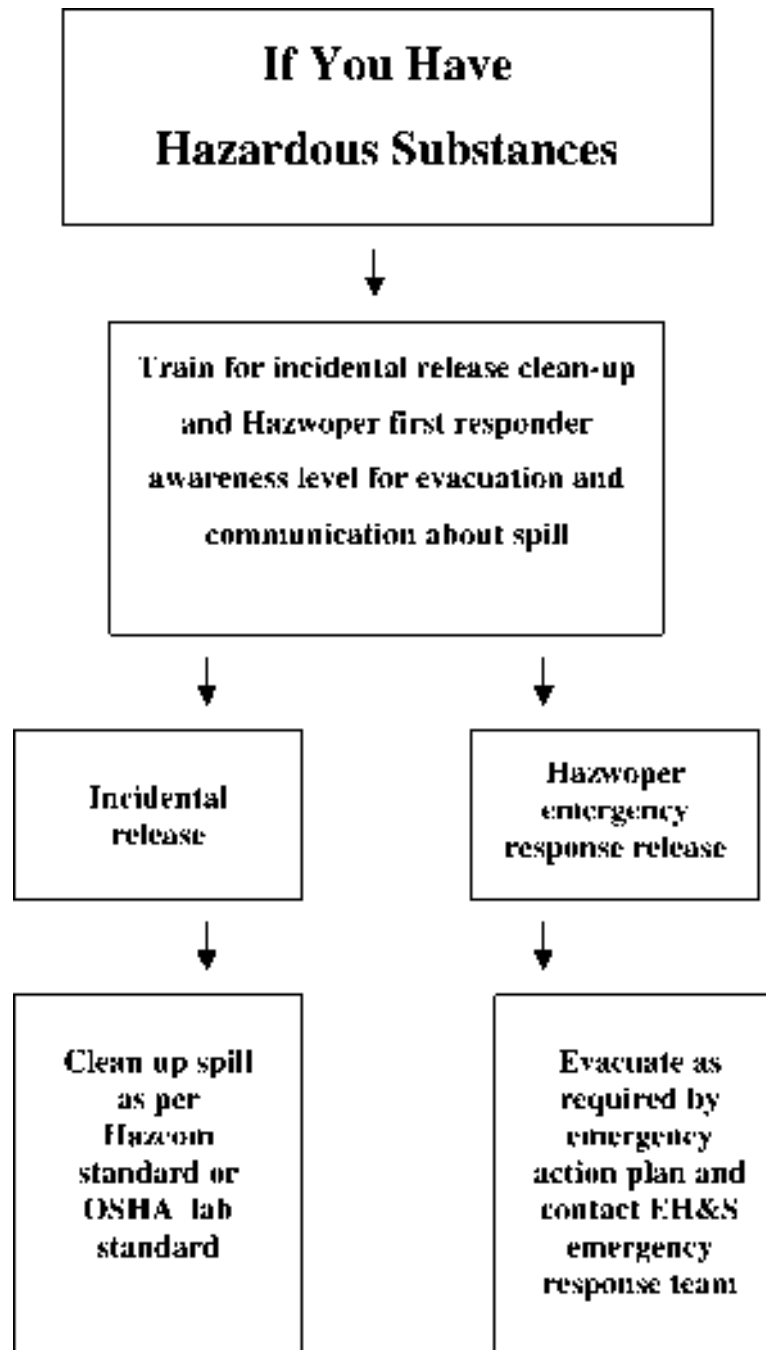 If You Have
Hazardous Substances
Train for incidental release clean-up
and Hazwoper first responder
awareness level for evacuation and
communication about spill
Incidental
release
Hazwoper
emergency
response release
Clean up spill
as per
Hazcom
standard or
OSHA lab
standard
Evacuate as
required by
emergency
action plan and
contact EH&S
emergency
response team